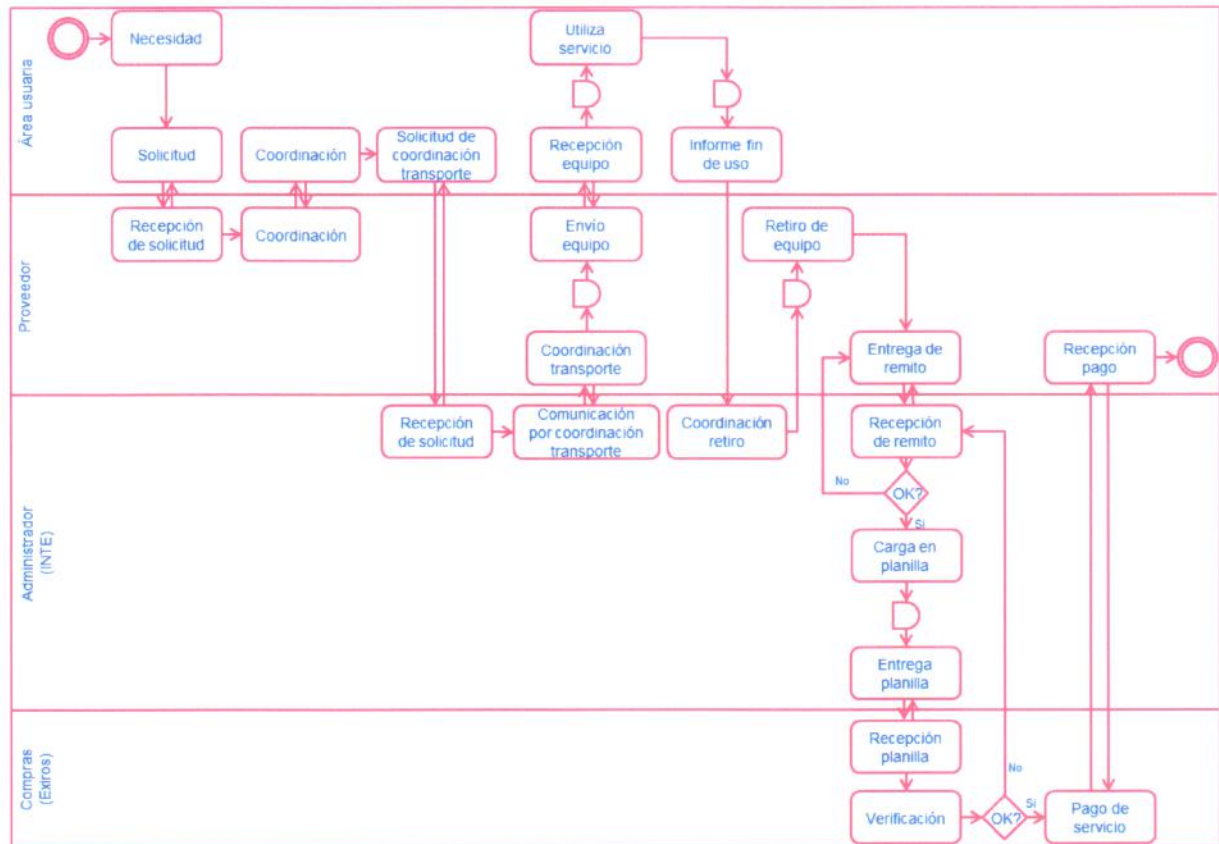 Área usuaria
Necesidad
Utiliza
servicio
Solicitud
Coordinación
Solicitud de
coordinación
transporte
Recepción
equipo
Informe fin
de uso
Proveedor
Recepción
de solicitud
Coordinación
Envío
equipo
Retiro de
equipo
Coordinación
transporte
Entrega de
remito
Recepción
pago
Administrador
(INTE)
Recepción
de solicitud
Comunicación
por coordinación
transporte
Coordinación
retiro
Recepción
de remito
No
OK?
Si
Carga en
planilla
Entrega
planilla
Compras
(Exiros)
Recepción
planilla
No
Verificación
OK?
Si
Pago de
servicio